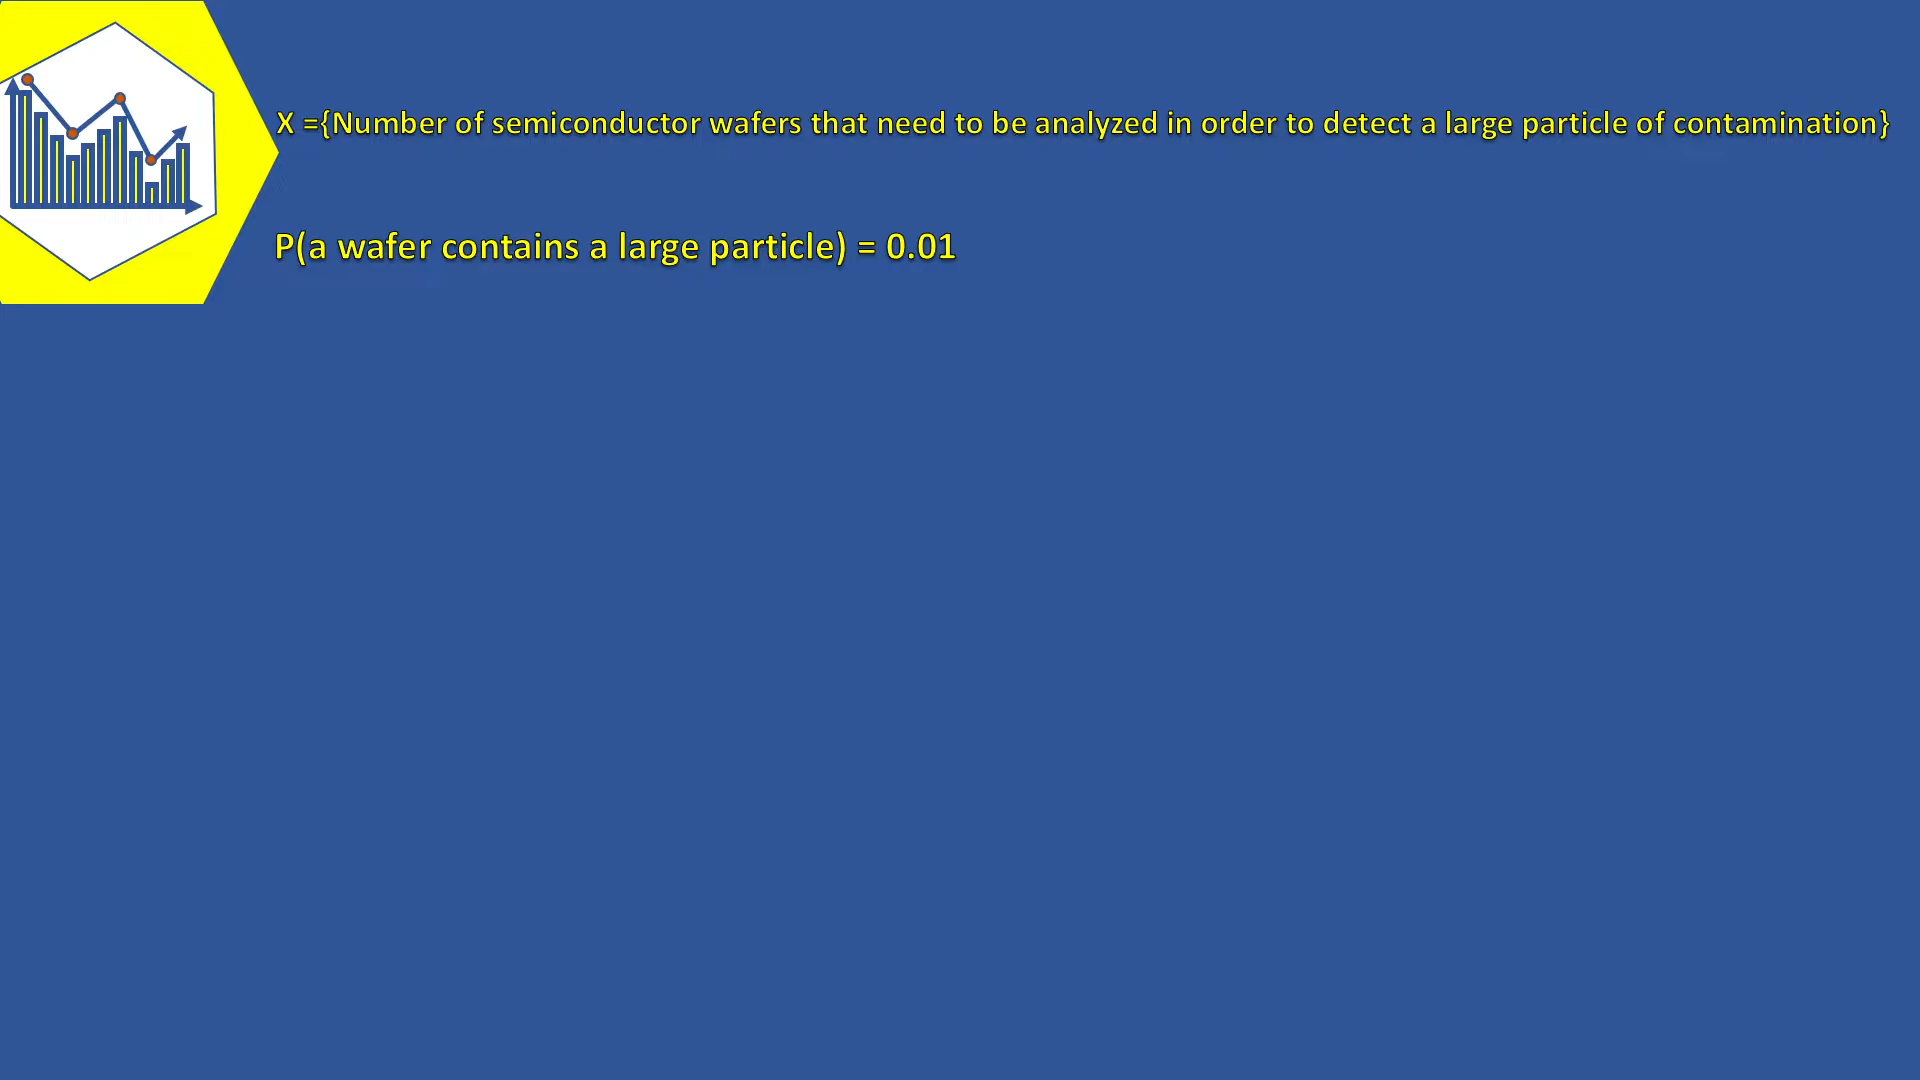 X ={Number of semiconductor wafers that need to be analyzed in order to detect a large particle of contamination}
P(a wafer contains a large particle) = 0.01